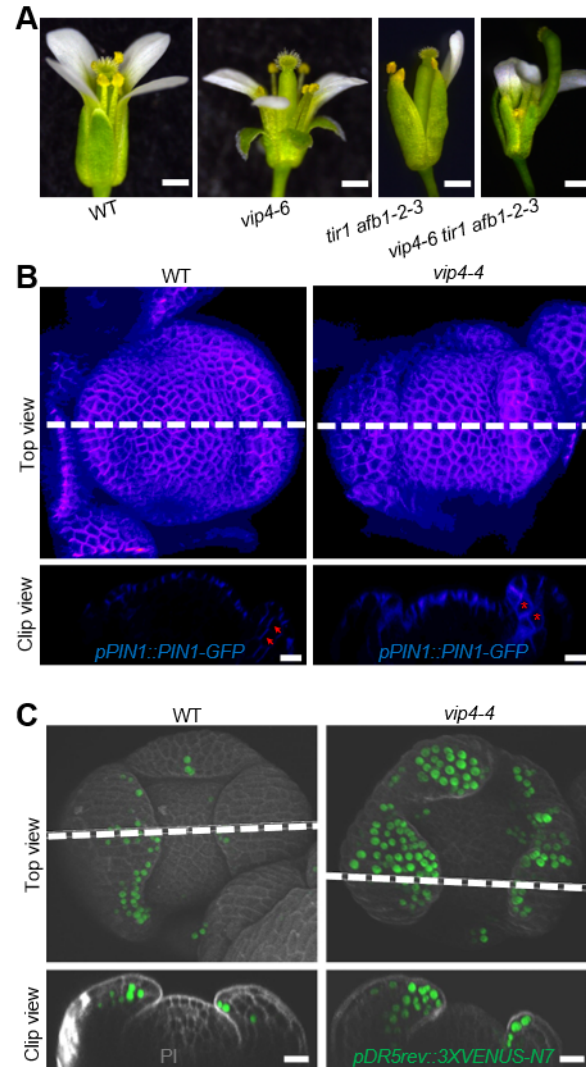 A
WT
vip4-6
tir1 afb1-2-3
vip4-6 tir1 afb1-2-3
B
WT
vip4-4
Top view
Clip view
pPIN1::PIN1-GFP
* *
pPIN1::PIN1-GFP
C
WT
vip4-4
Top view
Clip view
PI
pDR5rev::3XVENUS-N7